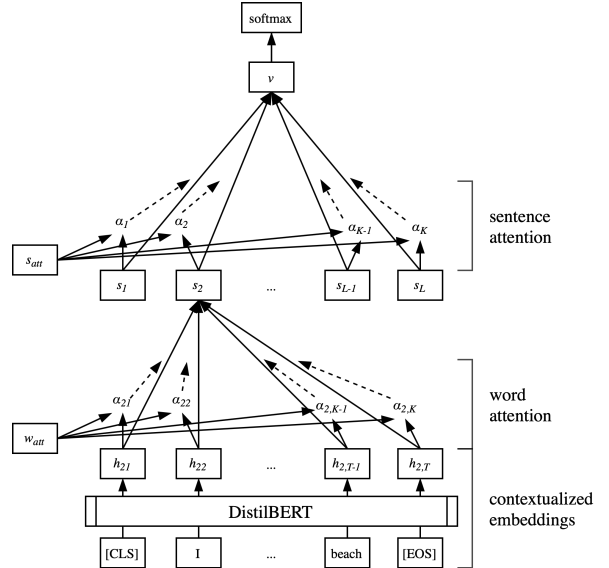 softmax
v
α1 α2 αK-1 αK
sentence
attention
satt
s1 s2 ... sL-1 sL
α21 α22 α2,K-1 α2,K
word
attention
watt
h21 h22 ... h2,T-1 h2,T
contextualized
embeddings
DistilBERT
[CLS] I ... beach [EOS]